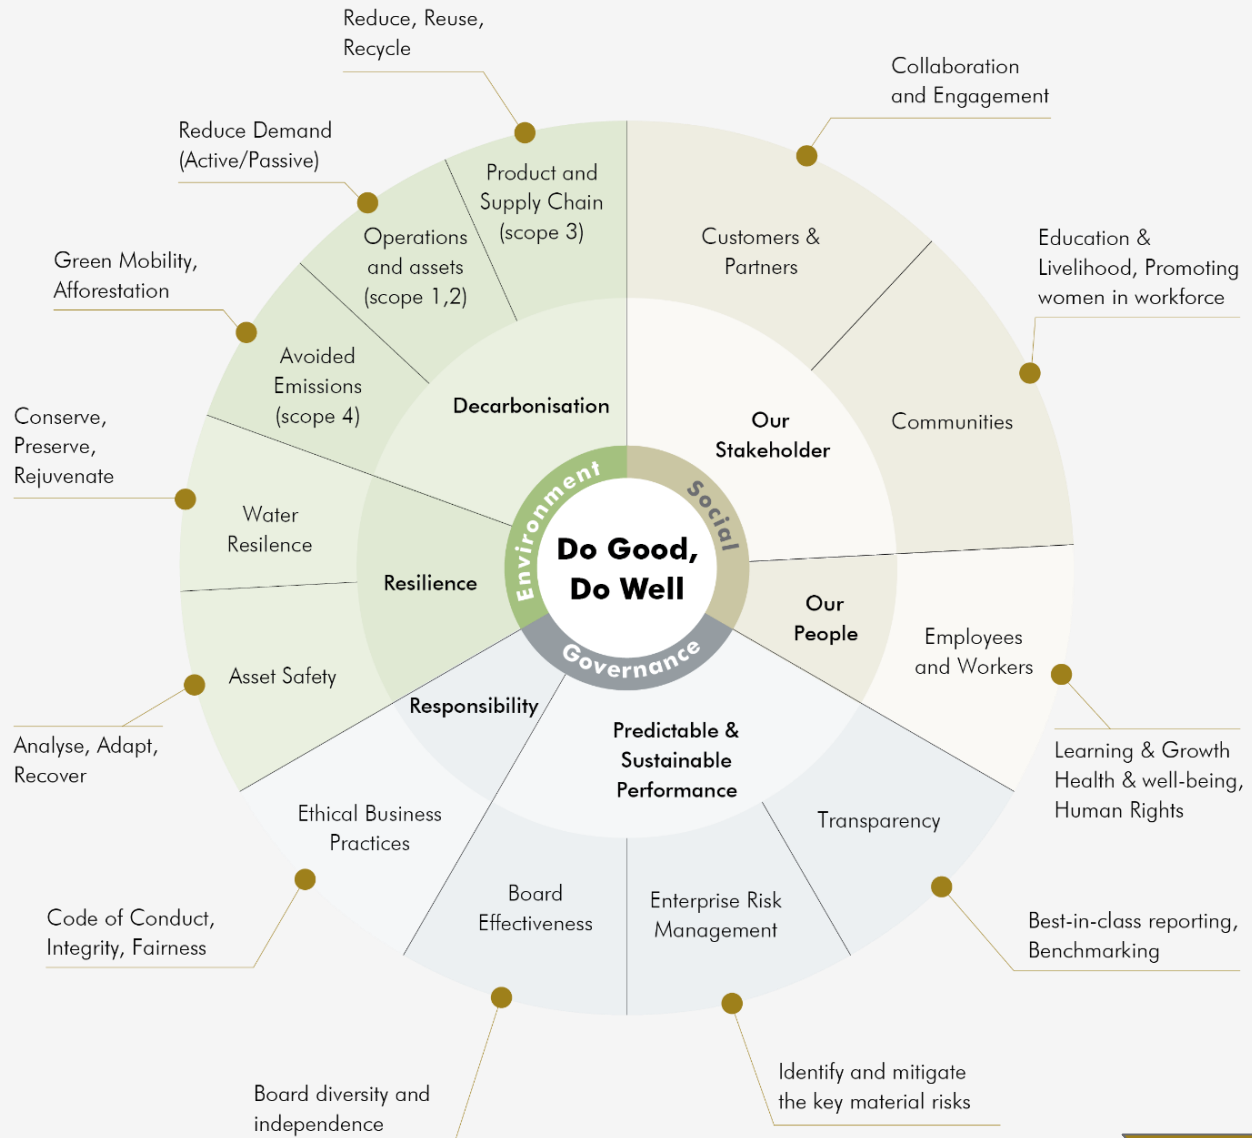 Reduce, Reuse,
Recycle
Collaboration
and Engagement
Reduce Demand
(Active/Passive)
Product and
Supply Chain
(scope 3)
Operations
and assets
(scope 1,2)
Customers &
Partners
Education &
Livelihood, Promoting
women in workforce
Green Mobility,
Afforestation
Avoided
Emissions
(scope 4)
Decarbonisation
Our
Stakeholder
Communities
Conserve,
Preserve,
Rejuvenate
Water
Resilence
Resilience
Environment
Social
Governance
Do Good,
Do Well
Our
People
Employees
and Workers
Asset Safety
Responsibility
Predictable &
Sustainable
Performance
Analyse, Adapt,
Recover
Learning & Growth
Health & well-being,
Human Rights
Ethical Business
Practices
Transparency
Board
Effectiveness
Enterprise Risk
Management
Code of Conduct,
Integrity, Fairness
Best-in-class reporting,
Benchmarking
Board diversity and
independence
Identify and mitigate
the key material risks